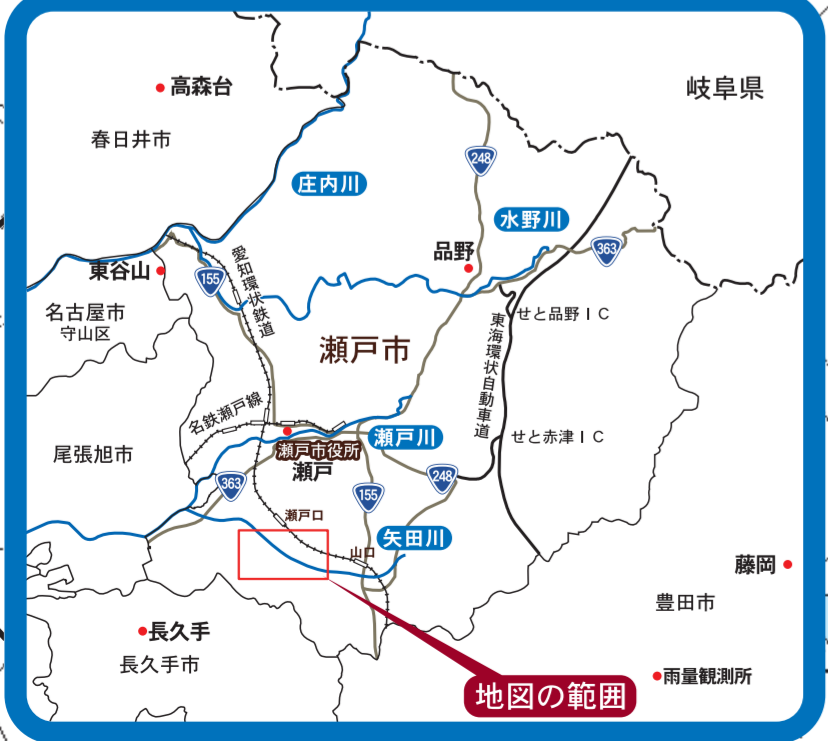 高森台
岐阜県
春日井市
248
庄内川
水野川
品野
363
愛知環状鉄道
東谷山
155
名古屋市
守山区
せと品野IC
東海環状自動車道
瀬戸市
名鉄瀬戸線
瀬戸川
せと赤津IC
瀬戸市役所
尾張旭市
瀬戸
363
248
155
瀬戸口
矢田川
山口
藤岡
豊田市
長久手
長久手市
雨量観測所
地図の範囲